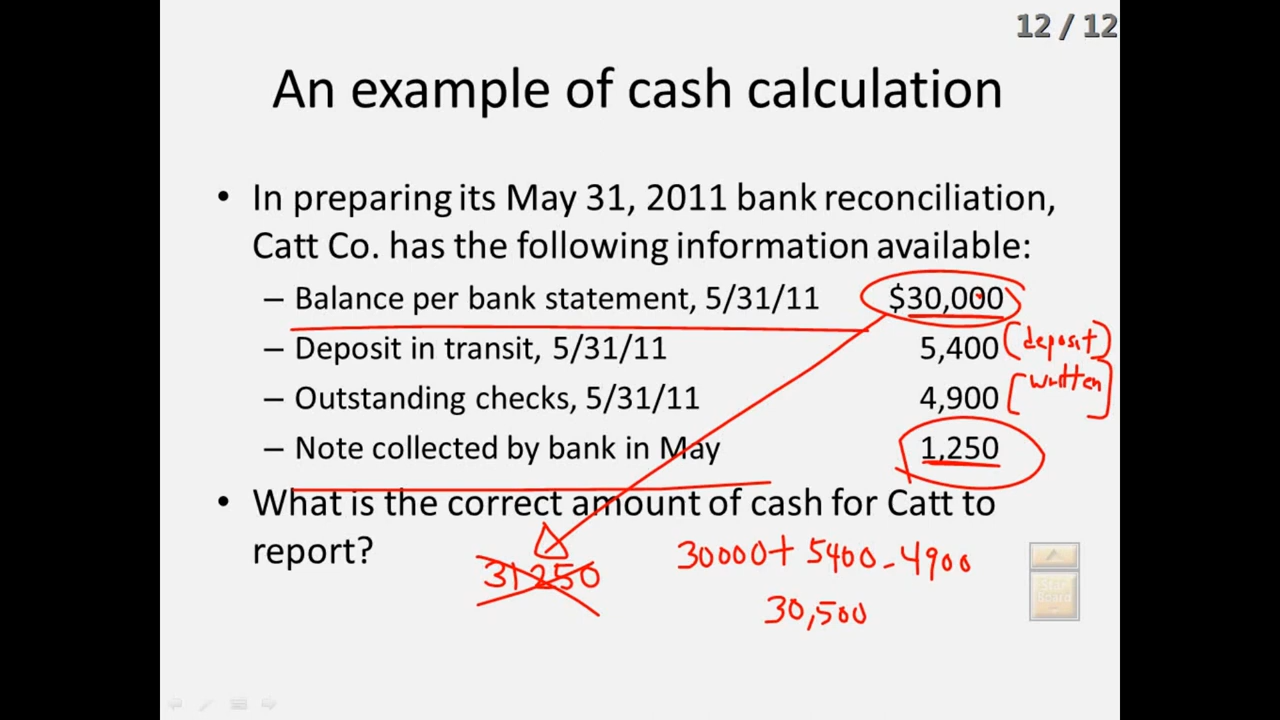 12 / 12
An example of cash calculation
• In preparing its May 31, 2011 bank reconciliation,
Catt Co. has the following information available:
– Balance per bank statement, 5/31/11 $30,000
– Deposit in transit, 5/31/11 5,400 (deposit)
– Outstanding checks, 5/31/11 4,900 [written]
– Note collected by bank in May 1,250
• What is the correct amount of cash for Catt to
report?
31250
30000+ 5400-4900
30,500